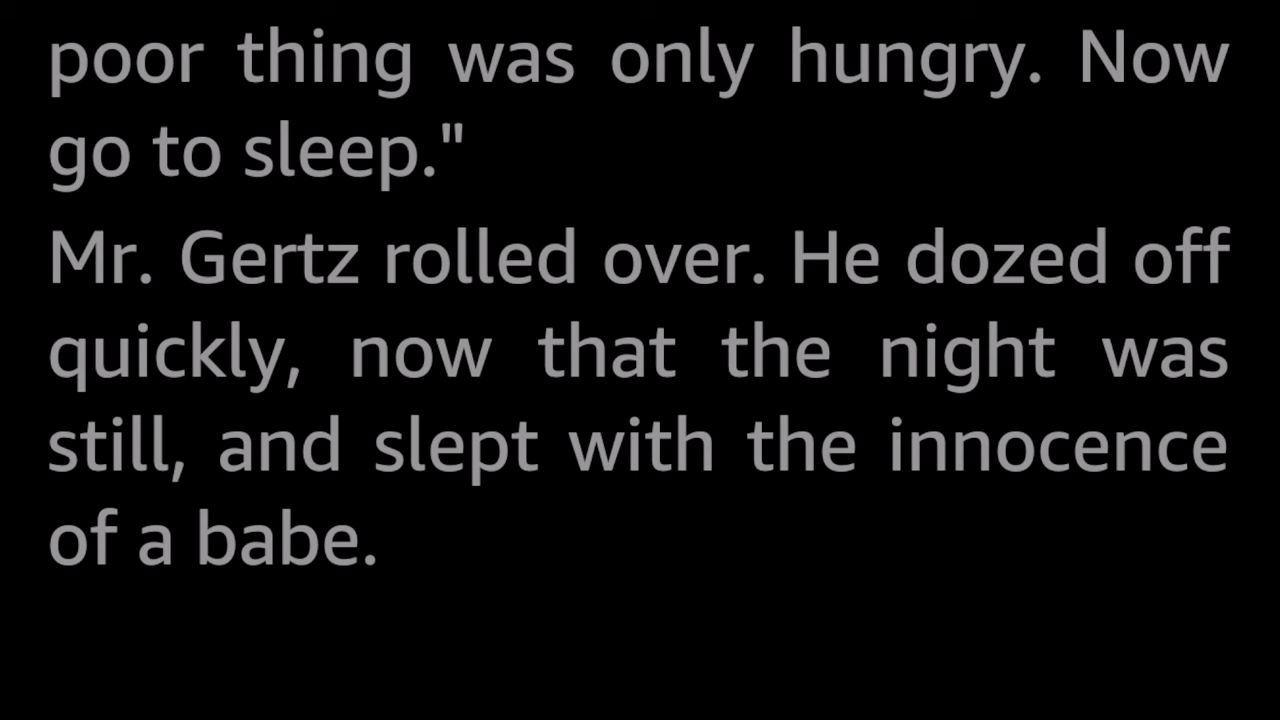 poor thing was only hungry. Now
go to sleep."
Mr. Gertz rolled over. He dozed off
quickly, now that the night was
still, and slept with the innocence
of a babe.